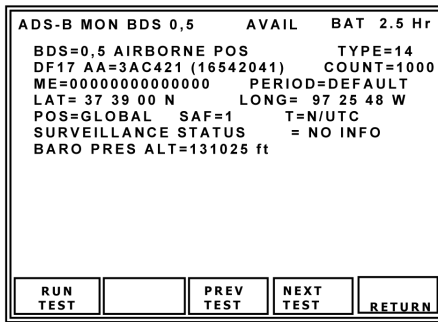 ADS-B MON BDS 0,5 AVAIL BAT 2.5 Hr
BDS=0,5 AIRBORNE POS TYPE=14
DF17 AA=3AC421 (16542041) COUNT=1000
ME=00000000000000 PERIOD=DEFAULT
LAT= 37 39 00 N LONG= 97 25 48 W
POS=GLOBAL SAF=1 T=N/UTC
SURVEILLANCE STATUS = NO INFO
BARO PRES ALT=131025 ft
RUN TEST PREV TEST NEXT TEST RETURN